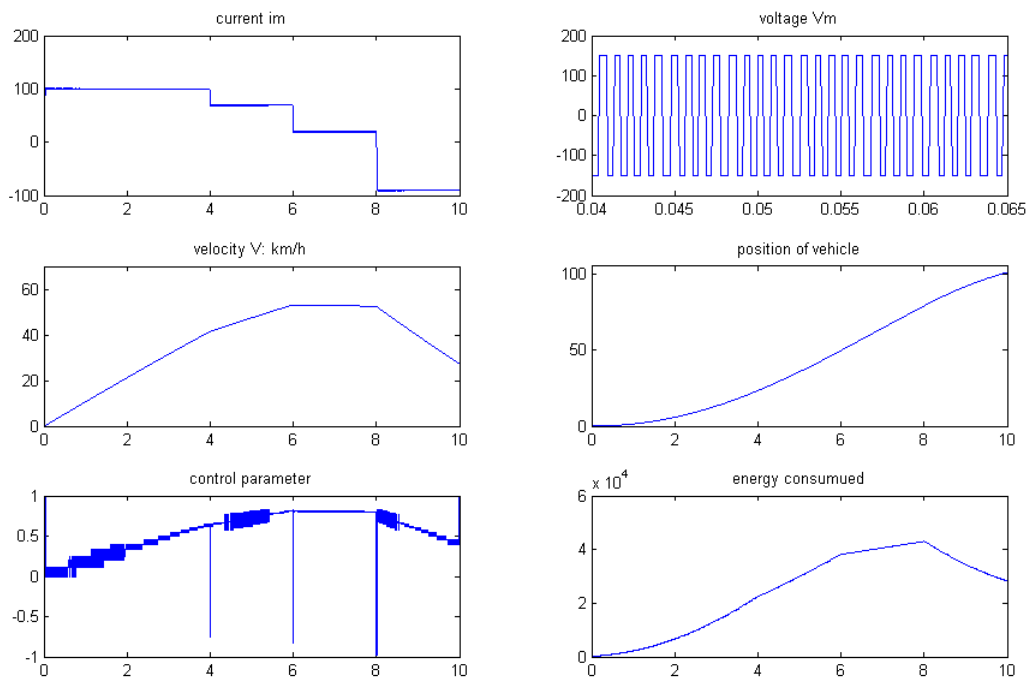 current im
200
100
0
-100
0 2 4 6 8 10
voltage Vm
200
100
0
-100
-200
0.04 0.045 0.05 0.055 0.06 0.065
velocity V: km/h
60
40
20
0
0 2 4 6 8 10
position of vehicle
100
50
0
0 2 4 6 8 10
control parameter
1
0.5
0
-0.5
-1
0 2 4 6 8 10
energy consumued
x 10^4
6
4
2
0
0 2 4 6 8 10